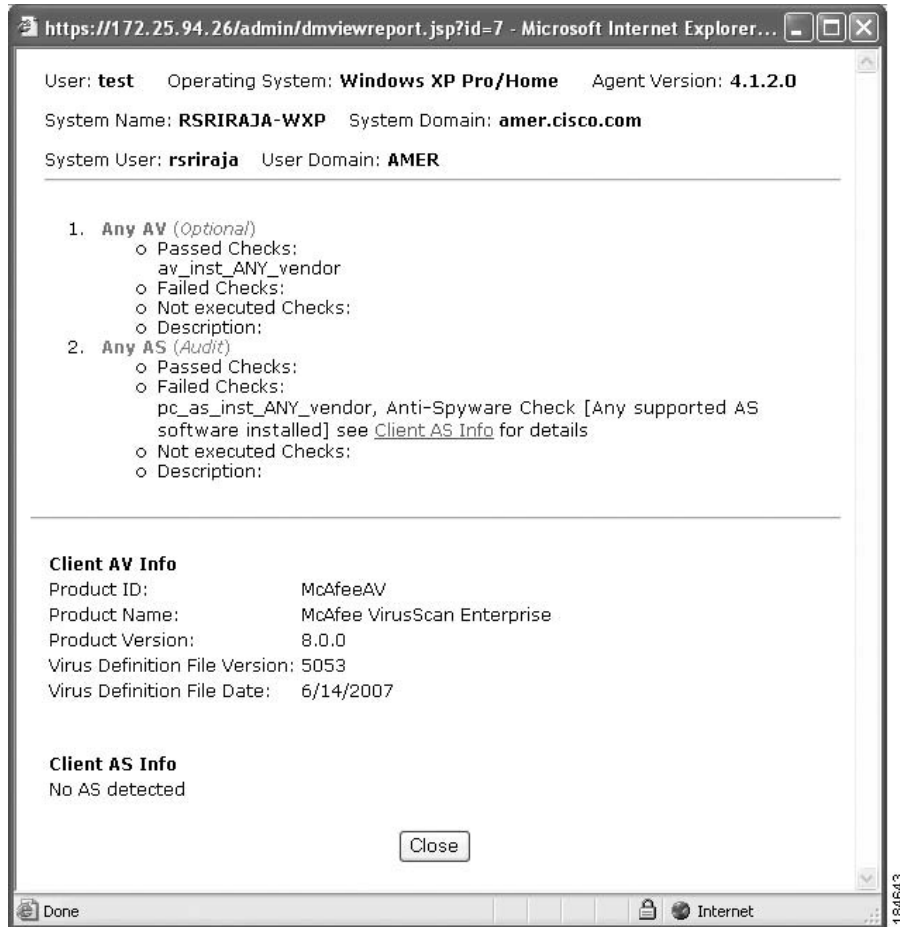 https://172.25.94.26/admin/dmviewreport.jsp?id=7 - Microsoft Internet Explorer...
User: test Operating System: Windows XP Pro/Home Agent Version: 4.1.2.0
System Name: RSRIRAJA-WXP System Domain: amer.cisco.com
System User: rsriraja User Domain: AMER
1. Any AV (Optional)
o Passed Checks:
av_inst_ANY_vendor
o Failed Checks:
o Not executed Checks:
o Description:
2. Any AS (Audit)
o Passed Checks:
o Failed Checks:
pc_as_inst_ANY_vendor, Anti-Spyware Check [Any supported AS
software installed] see Client AS Info for details
o Not executed Checks:
o Description:
Client AV Info
Product ID: McAfeeAV
Product Name: McAfee VirusScan Enterprise
Product Version: 8.0.0
Virus Definition File Version: 5053
Virus Definition File Date: 6/14/2007
Client AS Info
No AS detected
Close
Done Internet
184643